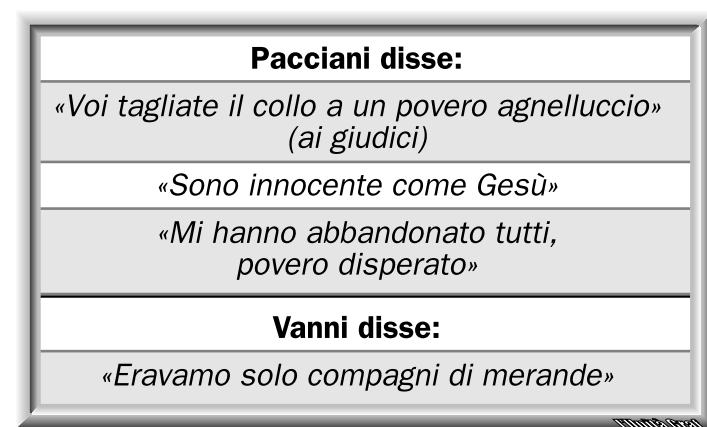 Pacciani disse:
«Voi tagliate il collo a un povero agnelluccio»
(ai giudici)
«Sono innocente come Gesù»
«Mi hanno abbandonato tutti,
povero disperato»
Vanni disse:
«Eravamo solo compagni di merande»